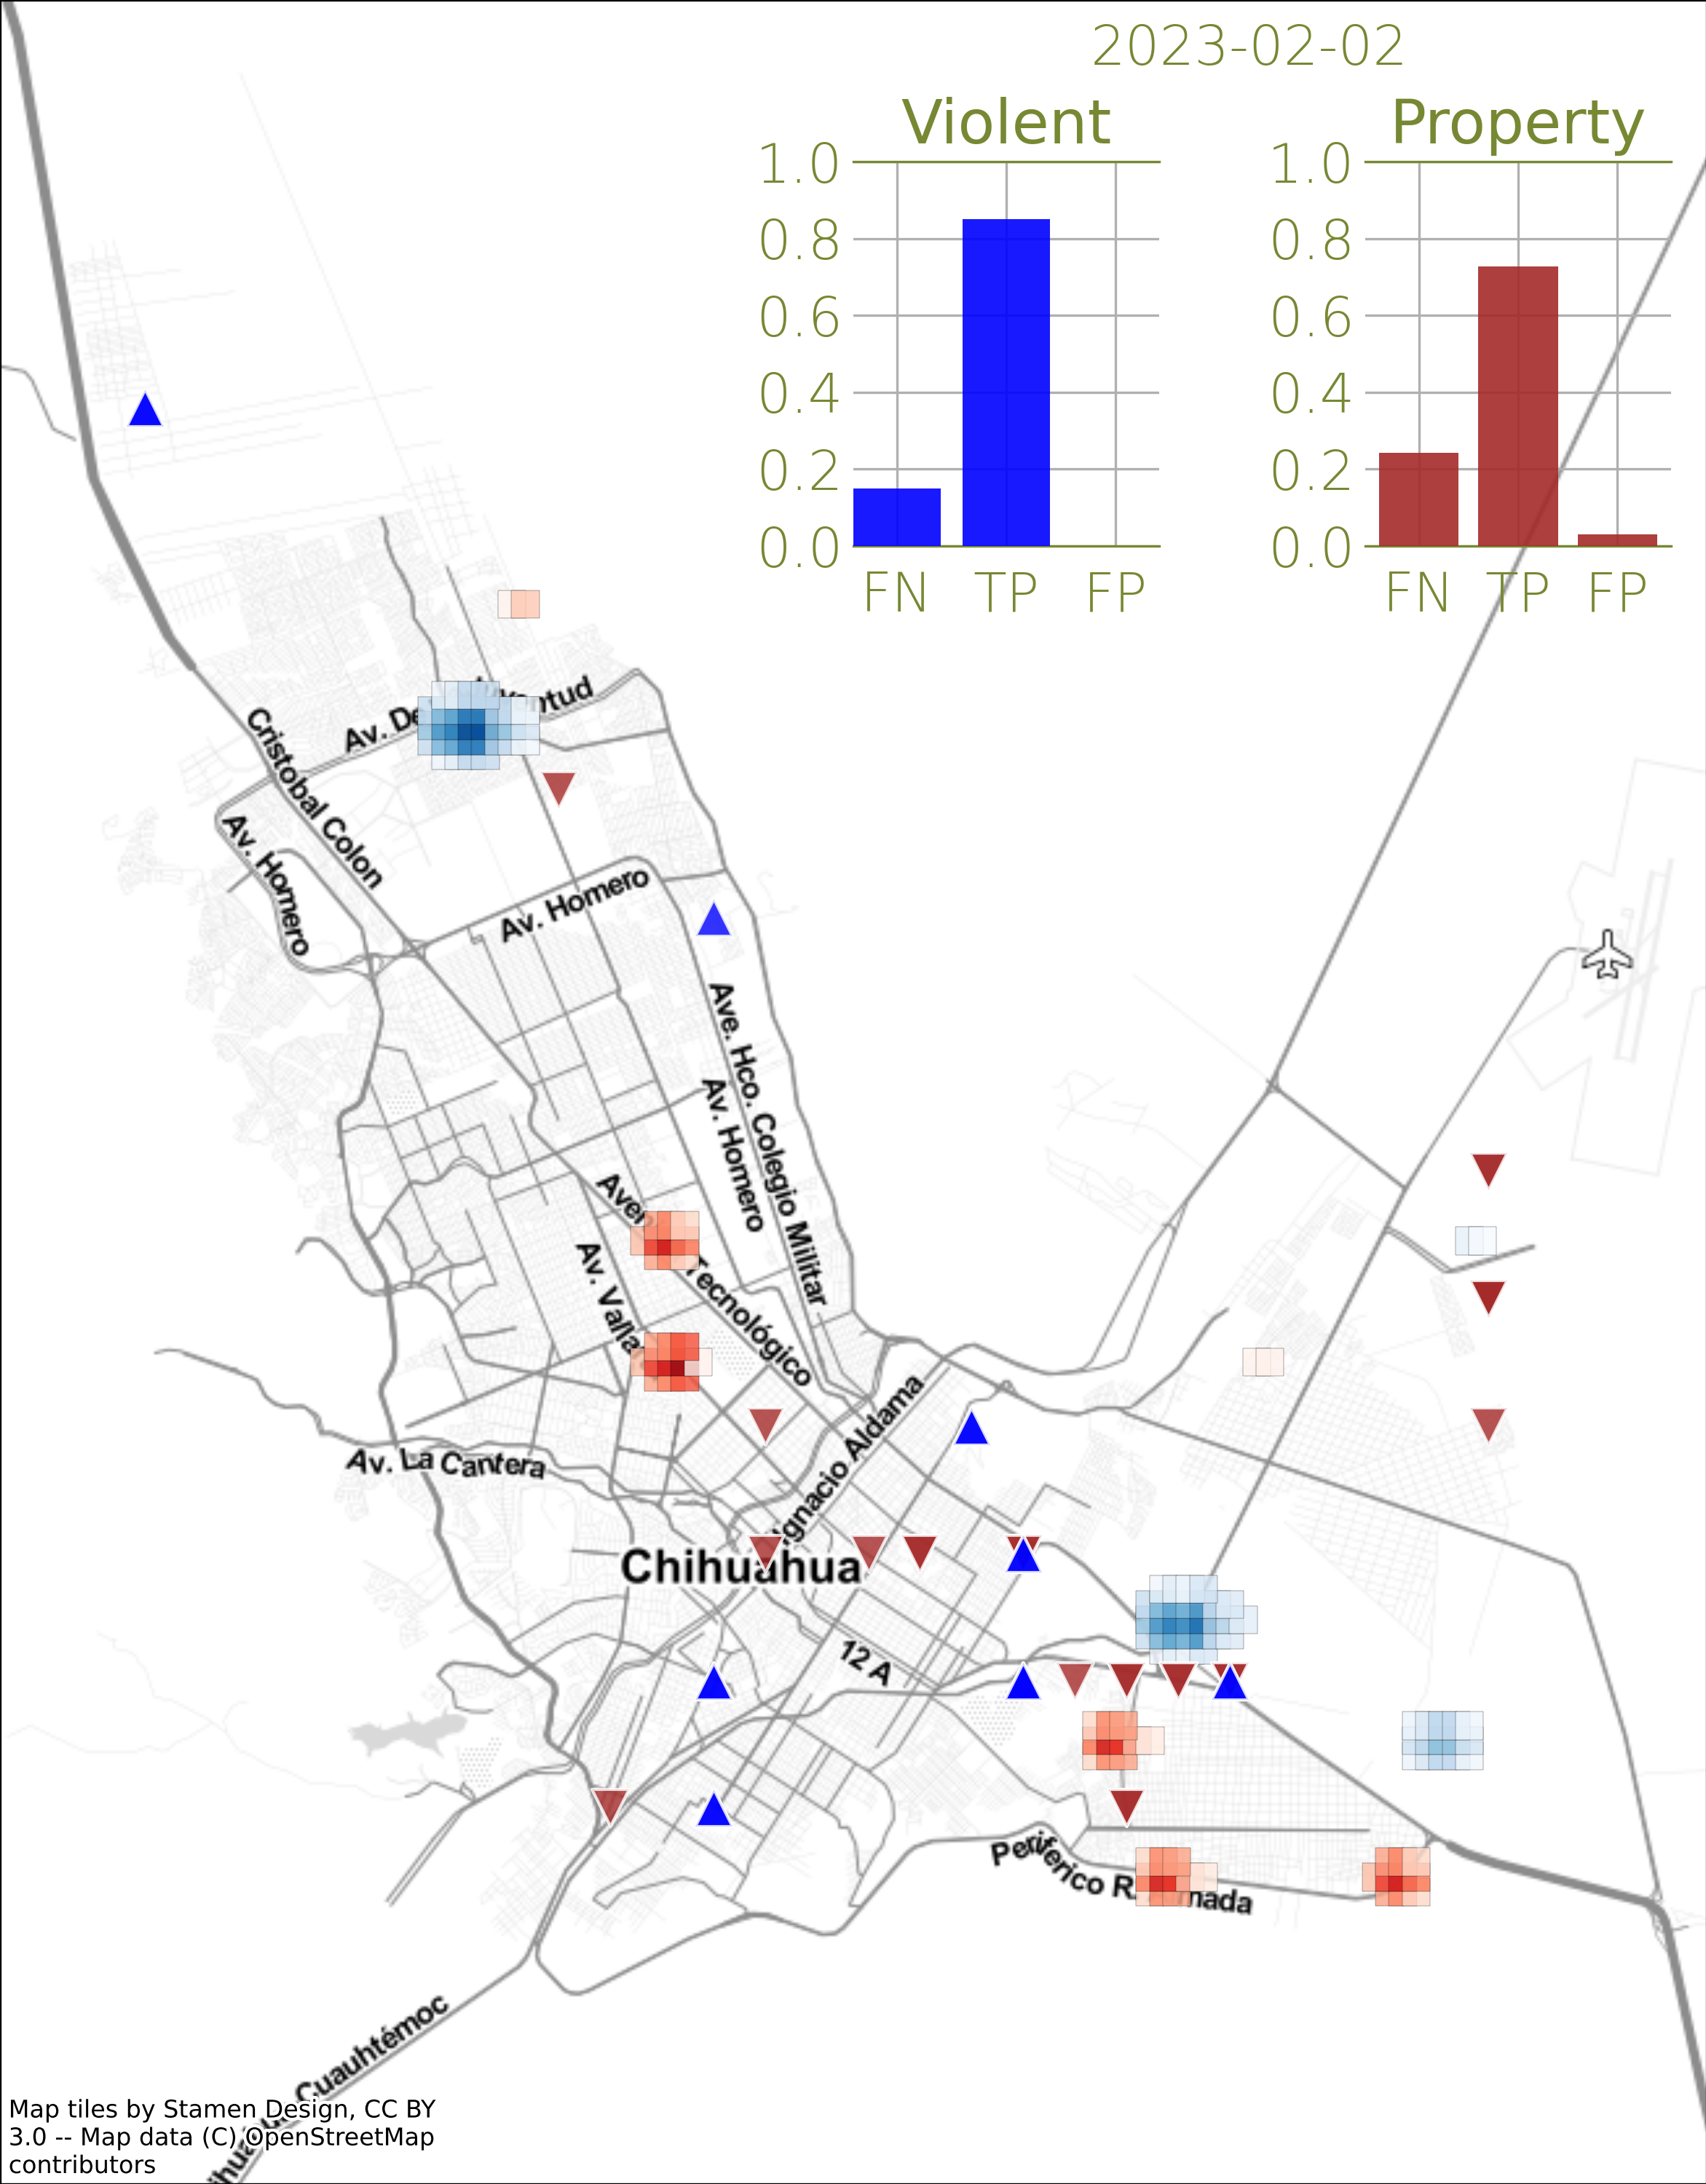 2023-02-02
Violent
Property
1.0
0.8
0.6
0.4
0.2
0.0
FN TP FP
1.0
0.8
0.6
0.4
0.2
0.0
FN TP FP
Cristobal Colon
Av. Homero
Av. Homero
Ave. Hco. Colegio Militar
Av. Homero
Tecnológico
Av.
Av. La Cantera
Ignacio Aldama
Chihuahua
12 A
Periferico R.
Cuauhtémoc
Map tiles by Stamen Design, CC BY
3.0 -- Map data (C) OpenStreetMap
contributors